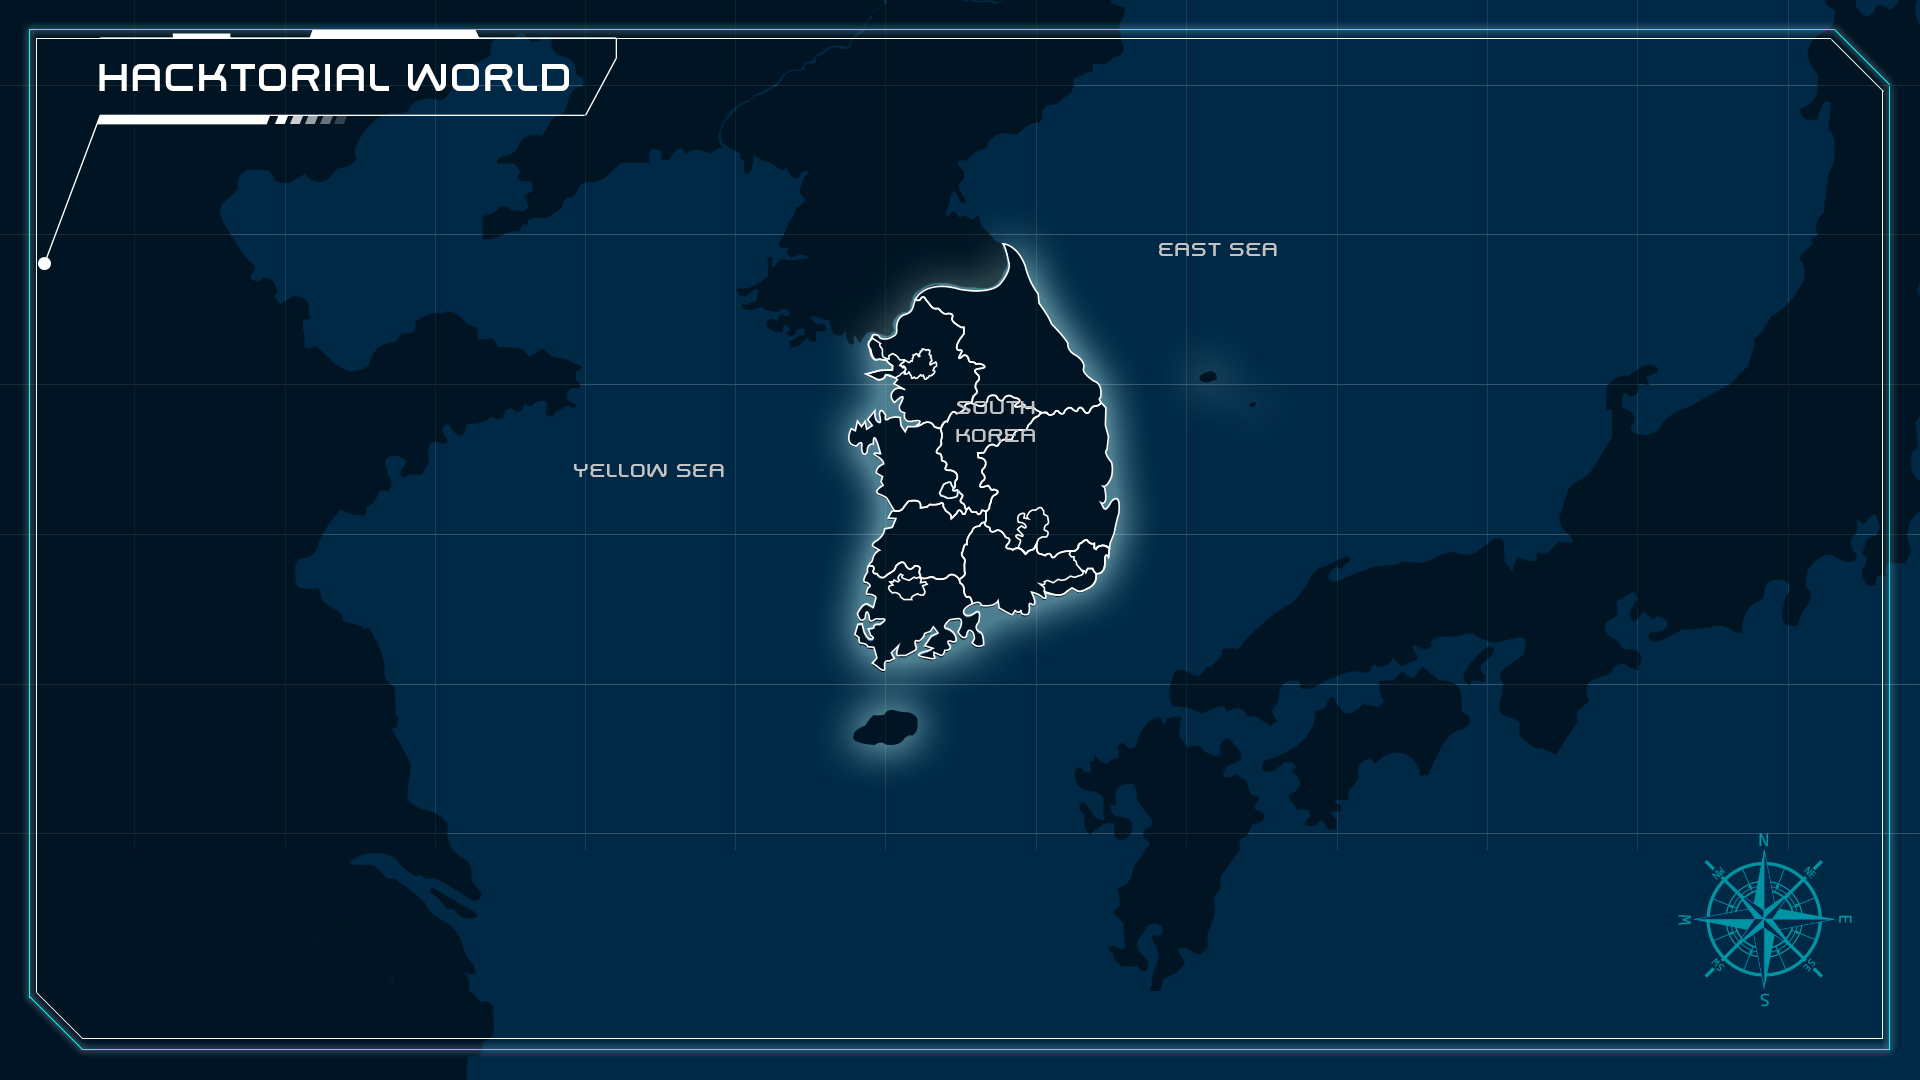 HACKTORIAL WORLD
EAST SEA
SOUTH
KOREA
YELLOW SEA
N
NW
NE
W
E
SW
SE
S